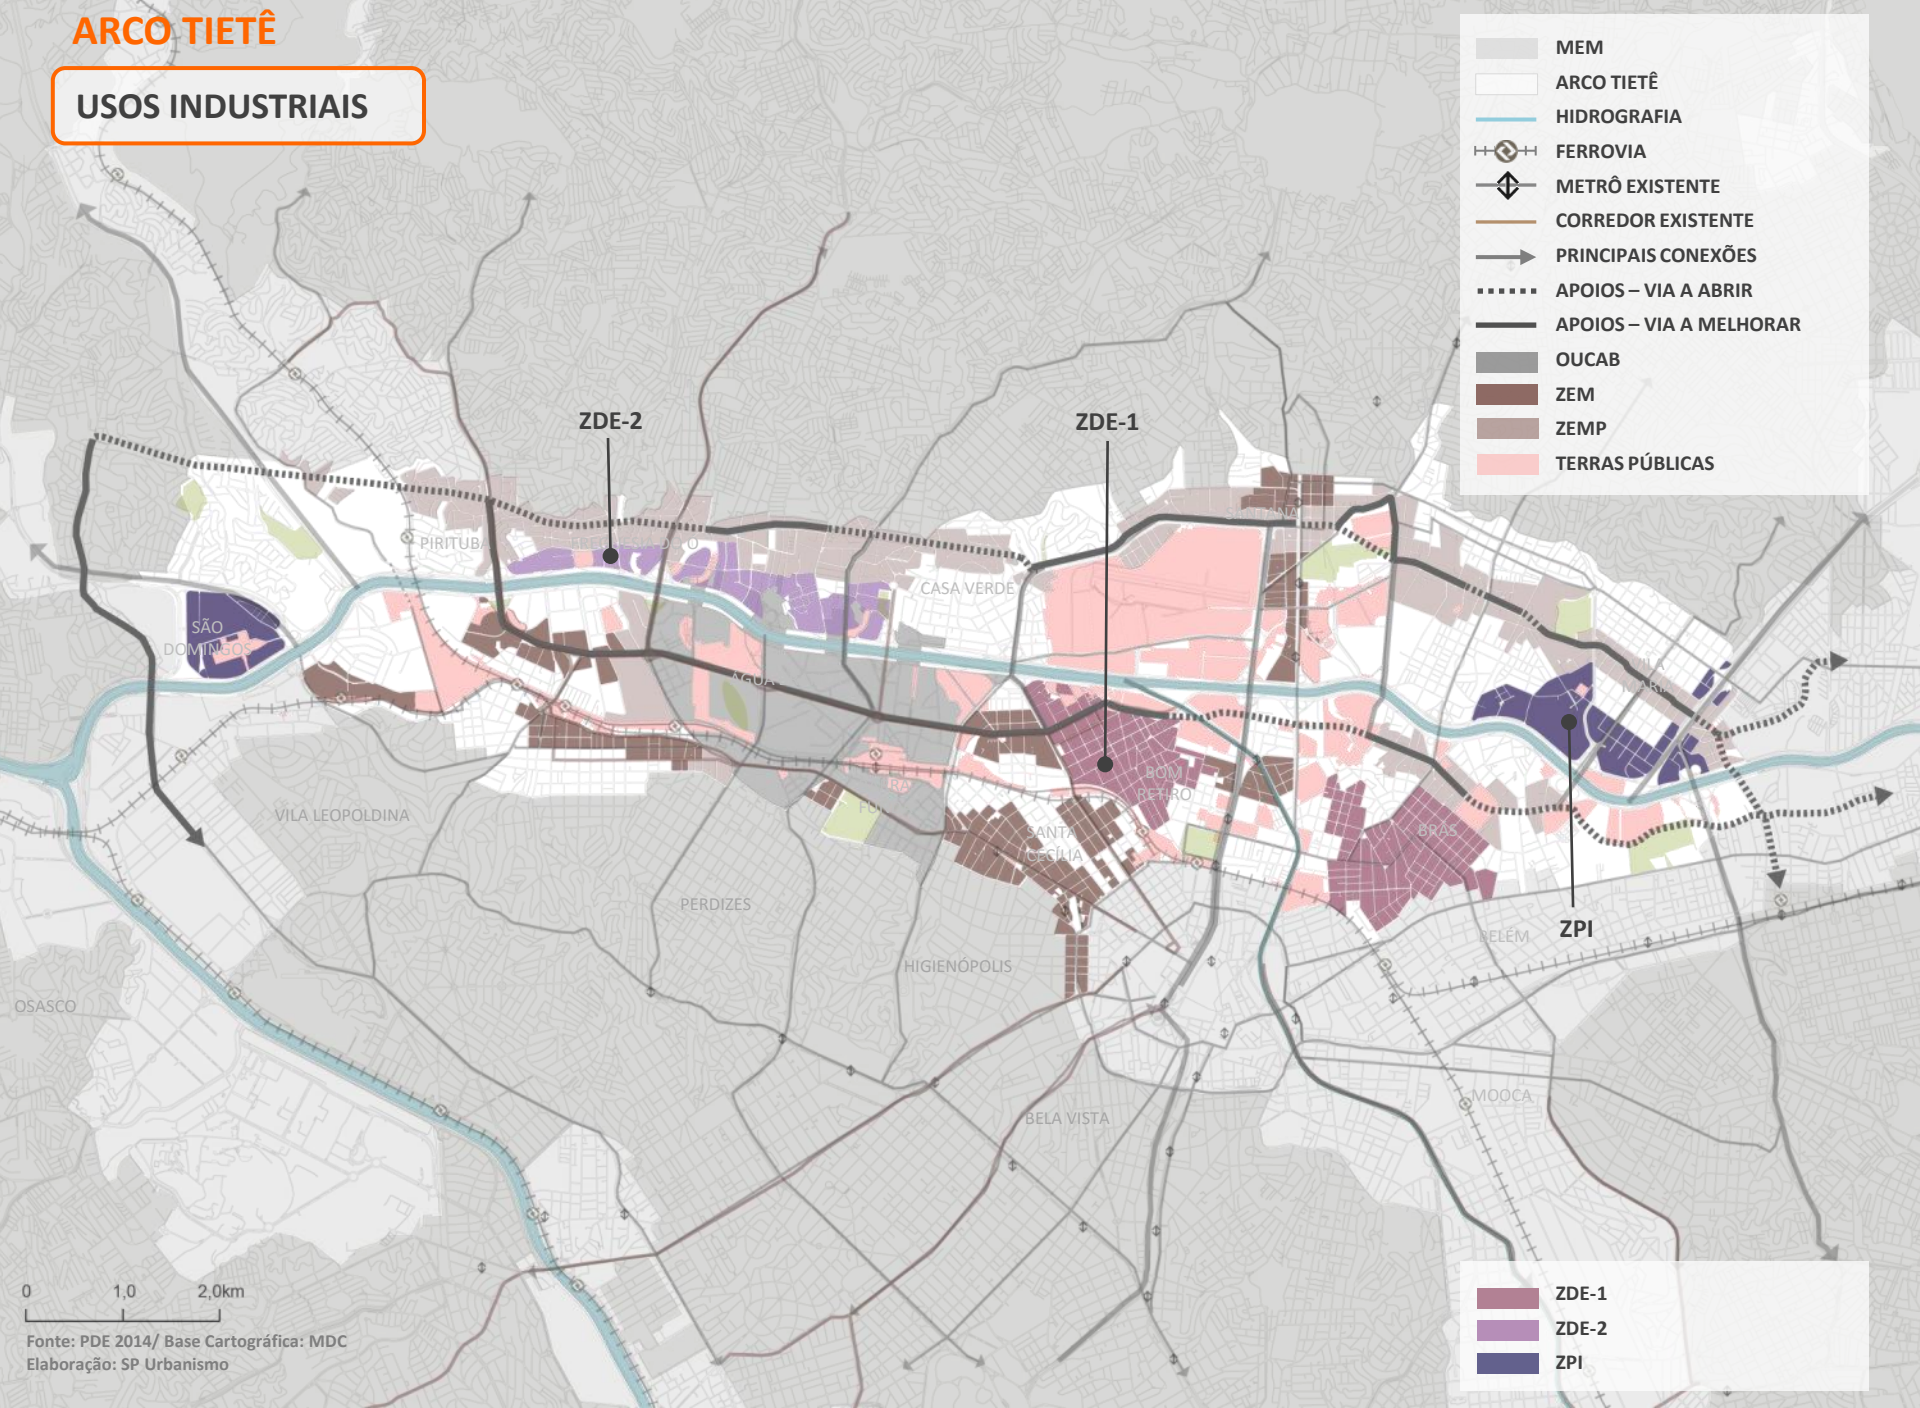 ARCO TIETÊ
USOS INDUSTRIAIS
MEM
ARCO TIETÊ
HIDROGRAFIA
FERROVIA
METRÔ EXISTENTE
CORREDOR EXISTENTE
PRINCIPAIS CONEXÕES
APOIOS – VIA A ABRIR
APOIOS – VIA A MELHORAR
OUCAB
ZEM
ZEMP
TERRAS PÚBLICAS
ZDE-2
ZDE-1
PIRITUBA
CASA VERDE
SÃO
DOMINGOS
ÁGUA
BOM
RETIRO
VILA LEOPOLDINA
SANTA
CECÍLIA
BRÁS
PERDIZES
ZPI
BELÉM
HIGIENÓPOLIS
OSASCO
MOOCA
BELA VISTA
0 1,0 2,0km
Fonte: PDE 2014/ Base Cartográfica: MDC
Elaboração: SP Urbanismo
ZDE-1
ZDE-2
ZPI